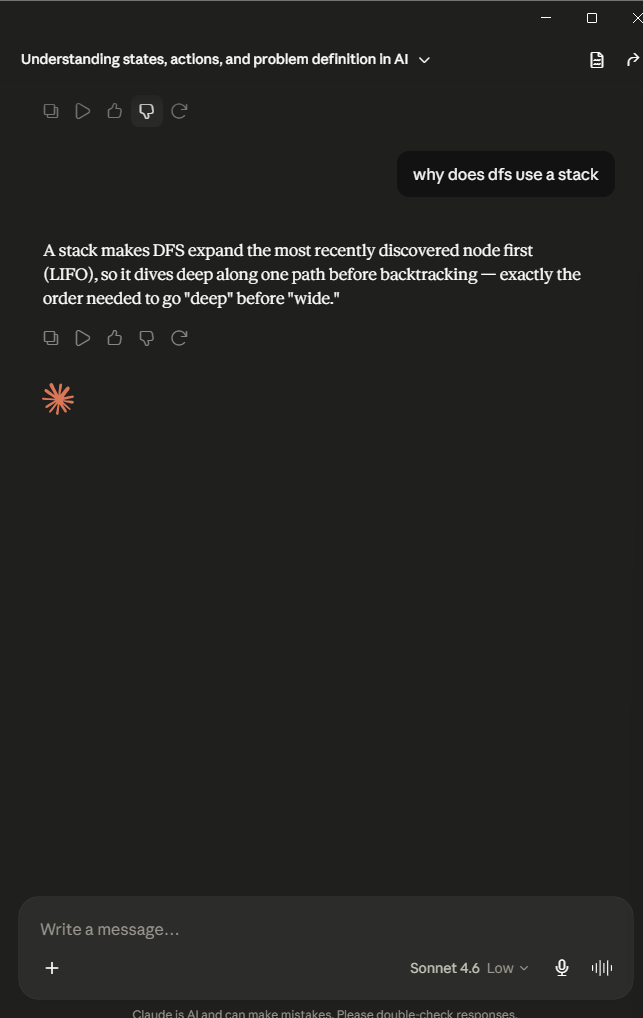 Understanding states, actions, and problem definition in AI
why does dfs use a stack
A stack makes DFS expand the most recently discovered node first
(LIFO), so it dives deep along one path before backtracking — exactly the
order needed to go "deep" before "wide."
Write a message...
Sonnet 4.6 Low
Claude is AI and can make mistakes. Please double-check responses.